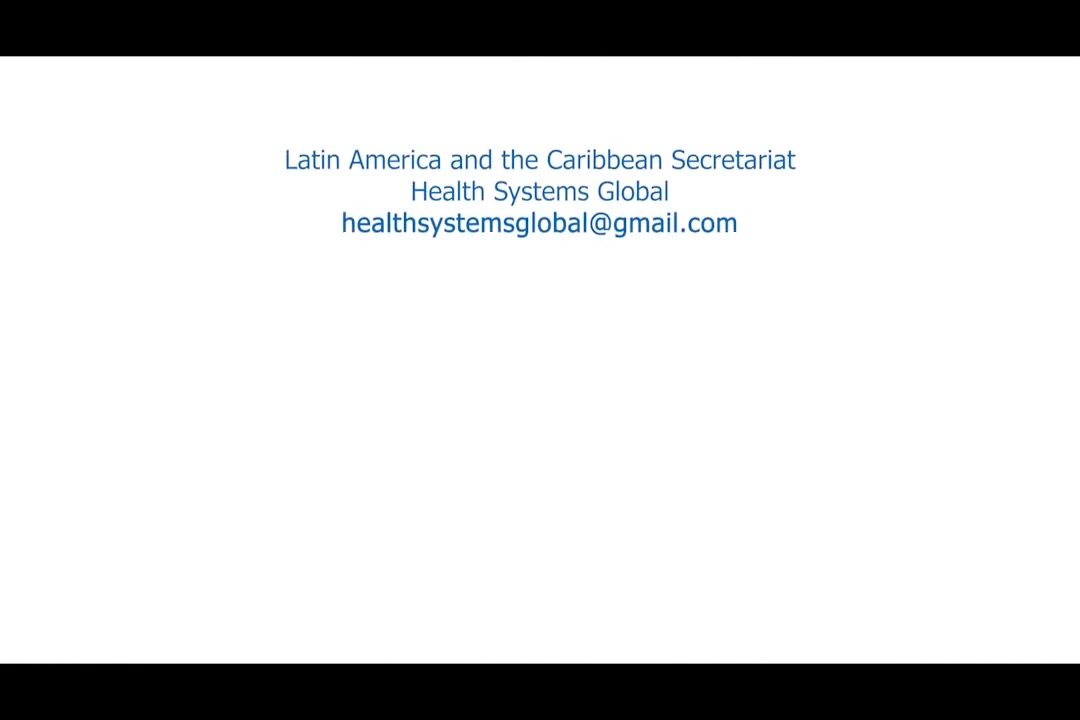 Latin America and the Caribbean Secretariat
Health Systems Global
healthsystemsglobal@gmail.com